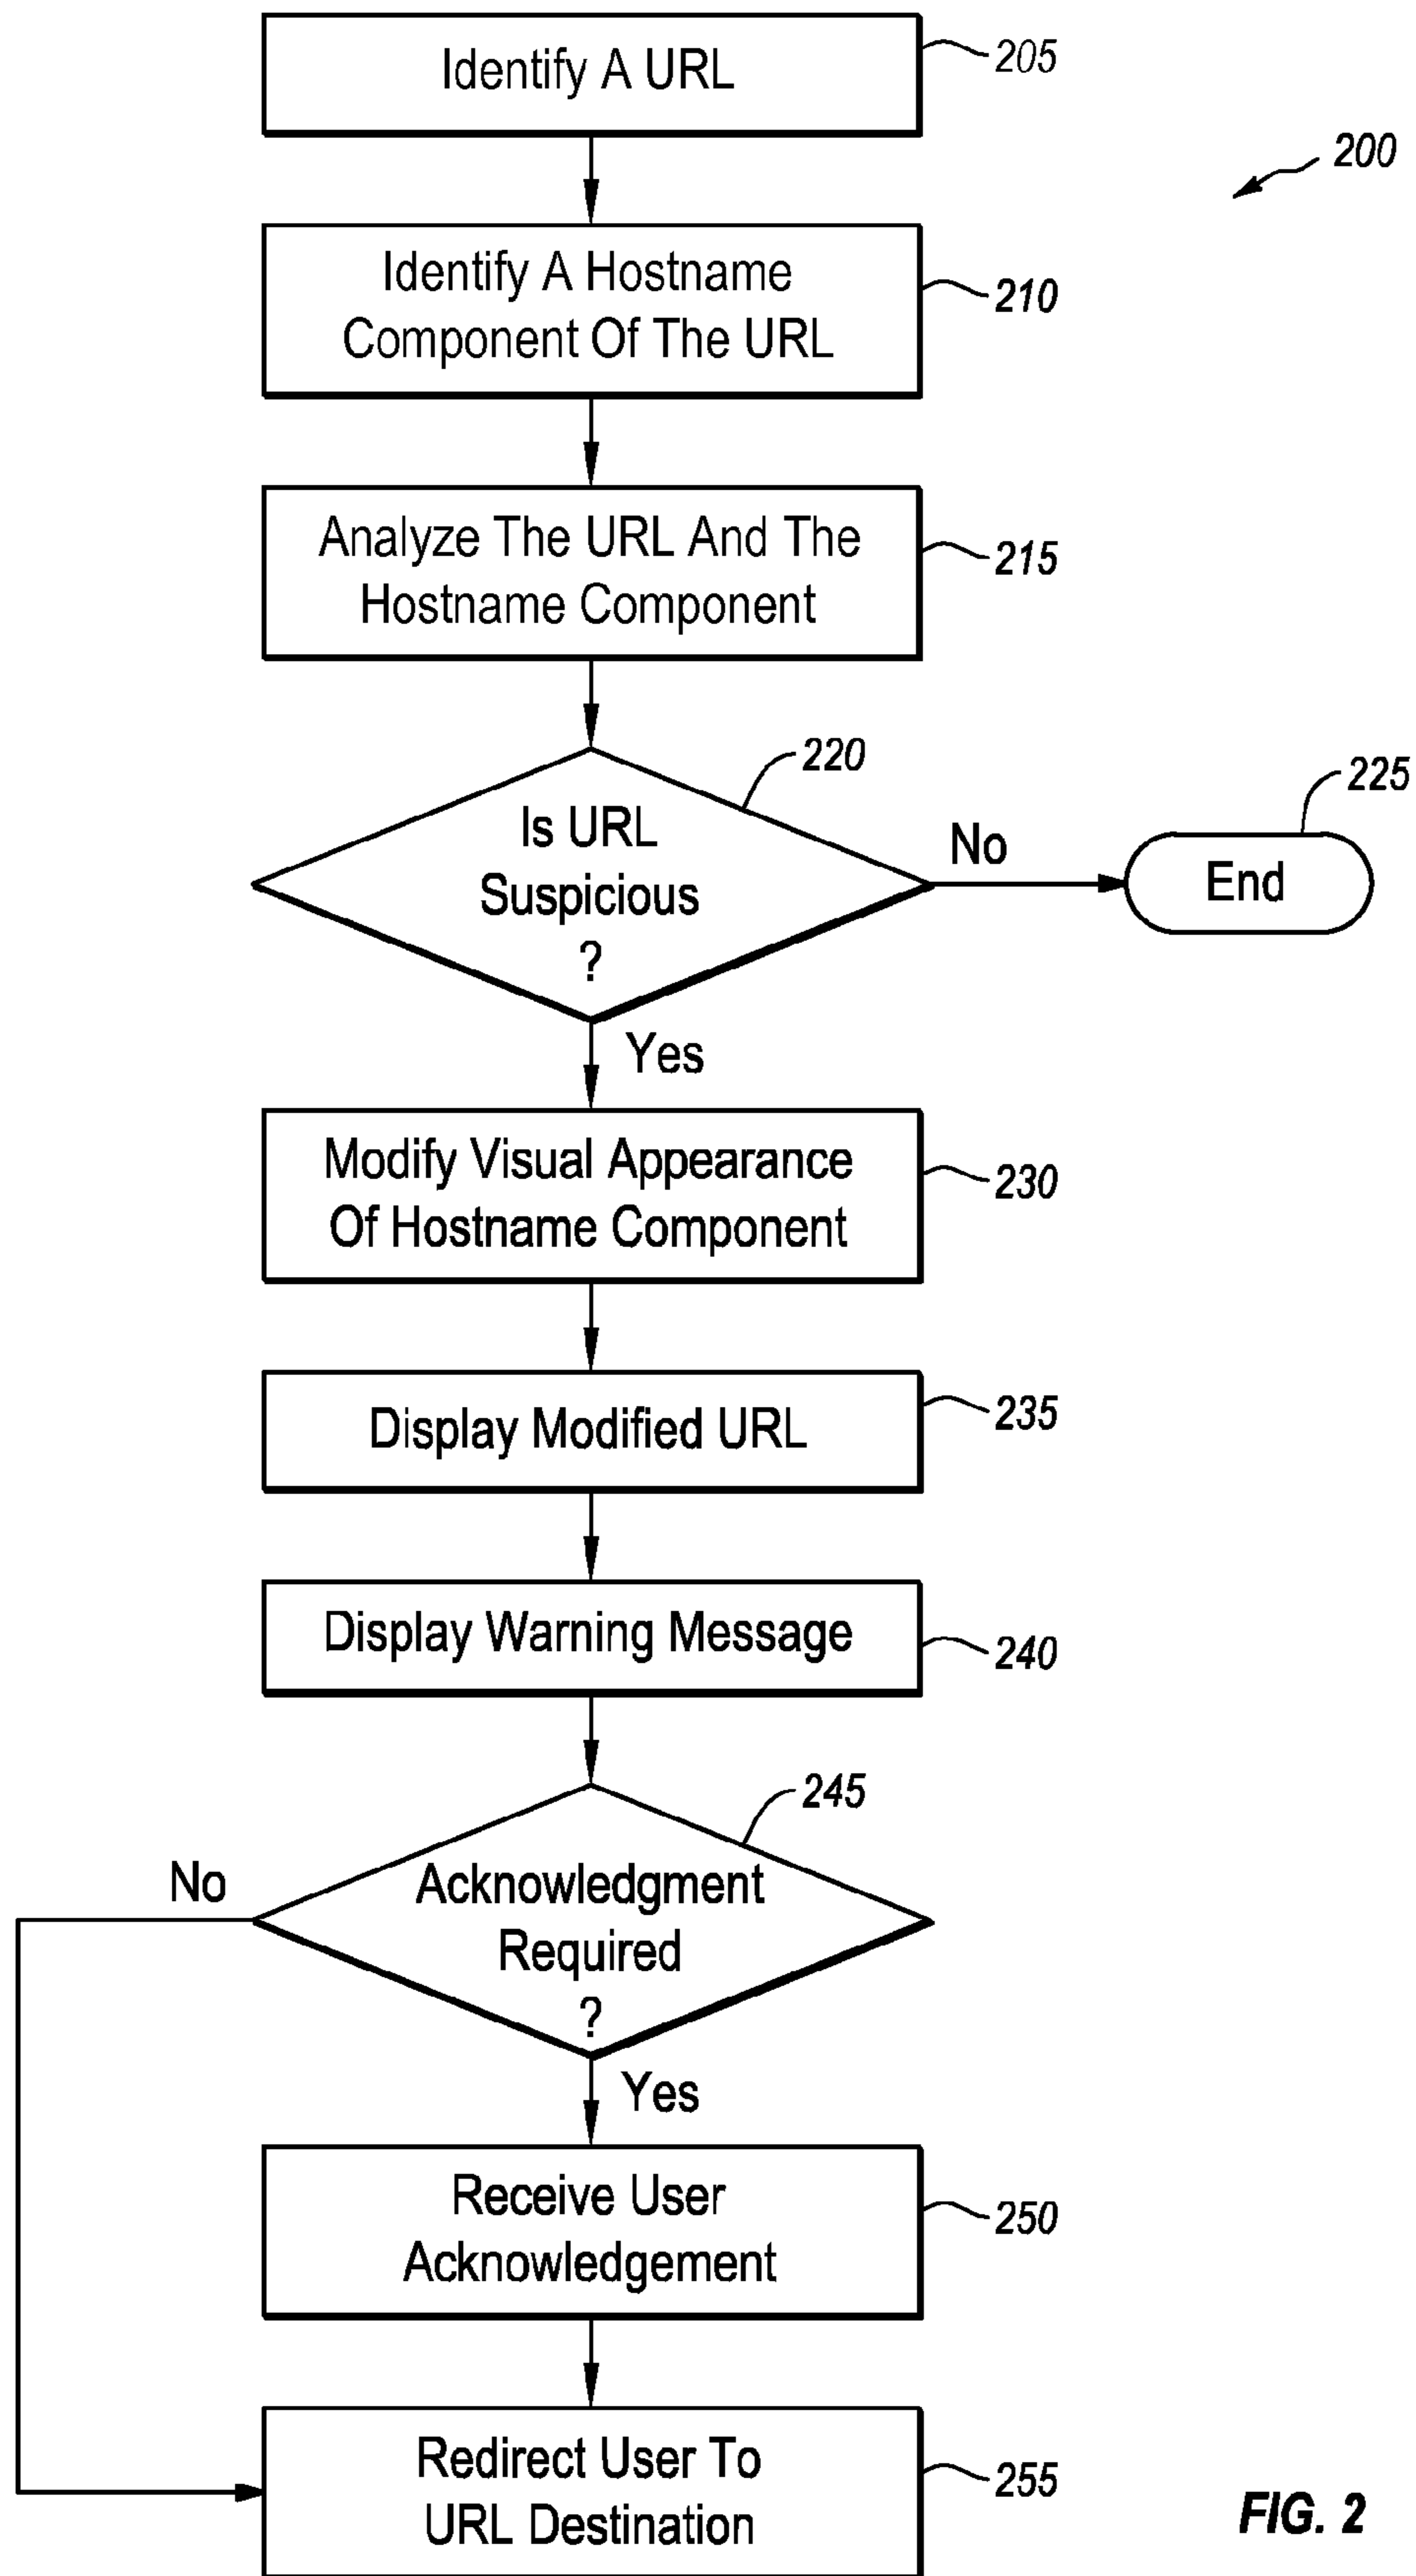 Identify A URL
205
200
Identify A Hostname
Component Of The URL
210
Analyze The URL And The
Hostname Component
215
220
Is URL
Suspicious
?
No
225
End
Yes
Modify Visual Appearance
Of Hostname Component
230
Display Modified URL
235
Display Warning Message
240
245
No
Acknowledgment
Required
?
Yes
Receive User
Acknowledgement
250
Redirect User To
URL Destination
255
FIG. 2